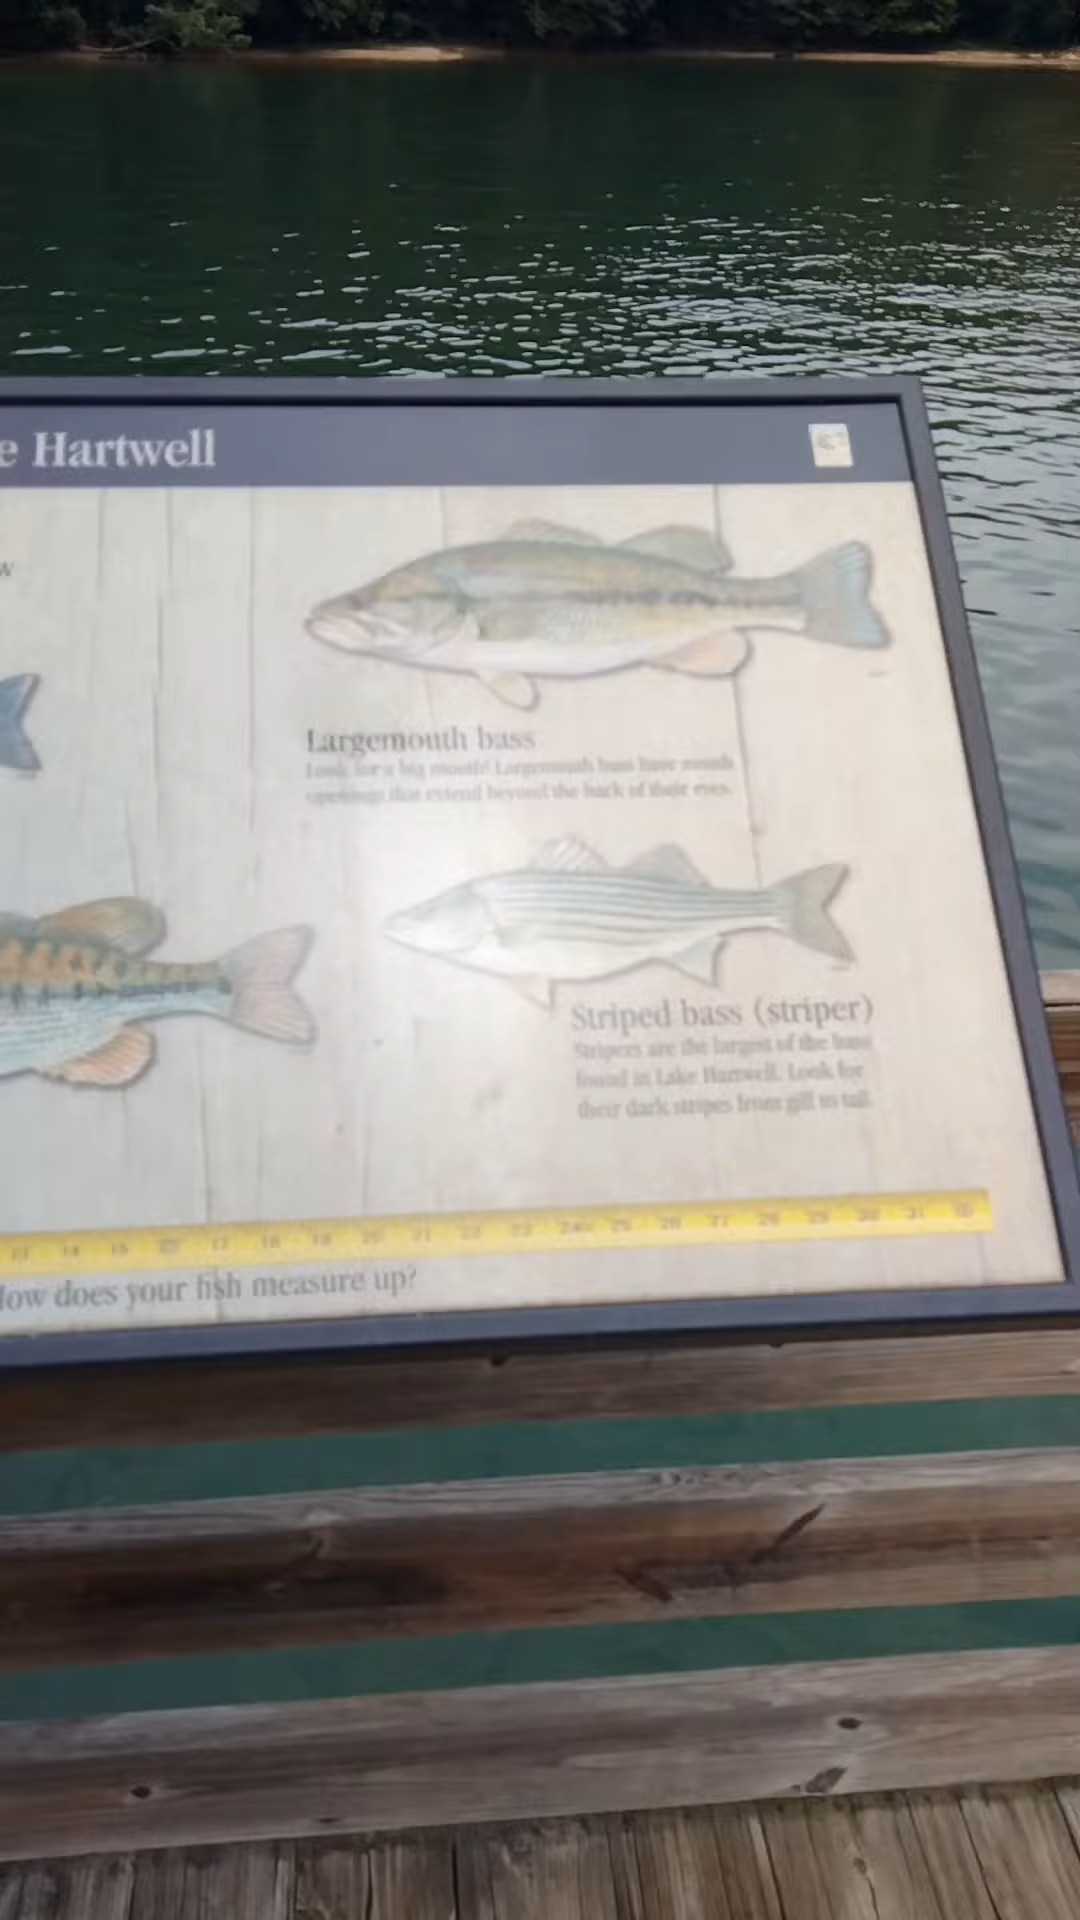 e Hartwell
w
Largemouth bass
Look for a big mouth! Largemouth bass have mouth
openings that extend beyond the back of their eyes.
Striped bass (striper)
Stripers are the largest of the bass
found in Lake Hartwell. Look for
their dark stripes from gill to tail.
13 14 15 17 18 19 20 21 22 23 25 26 27 28 29 30 31
How does your fish measure up?